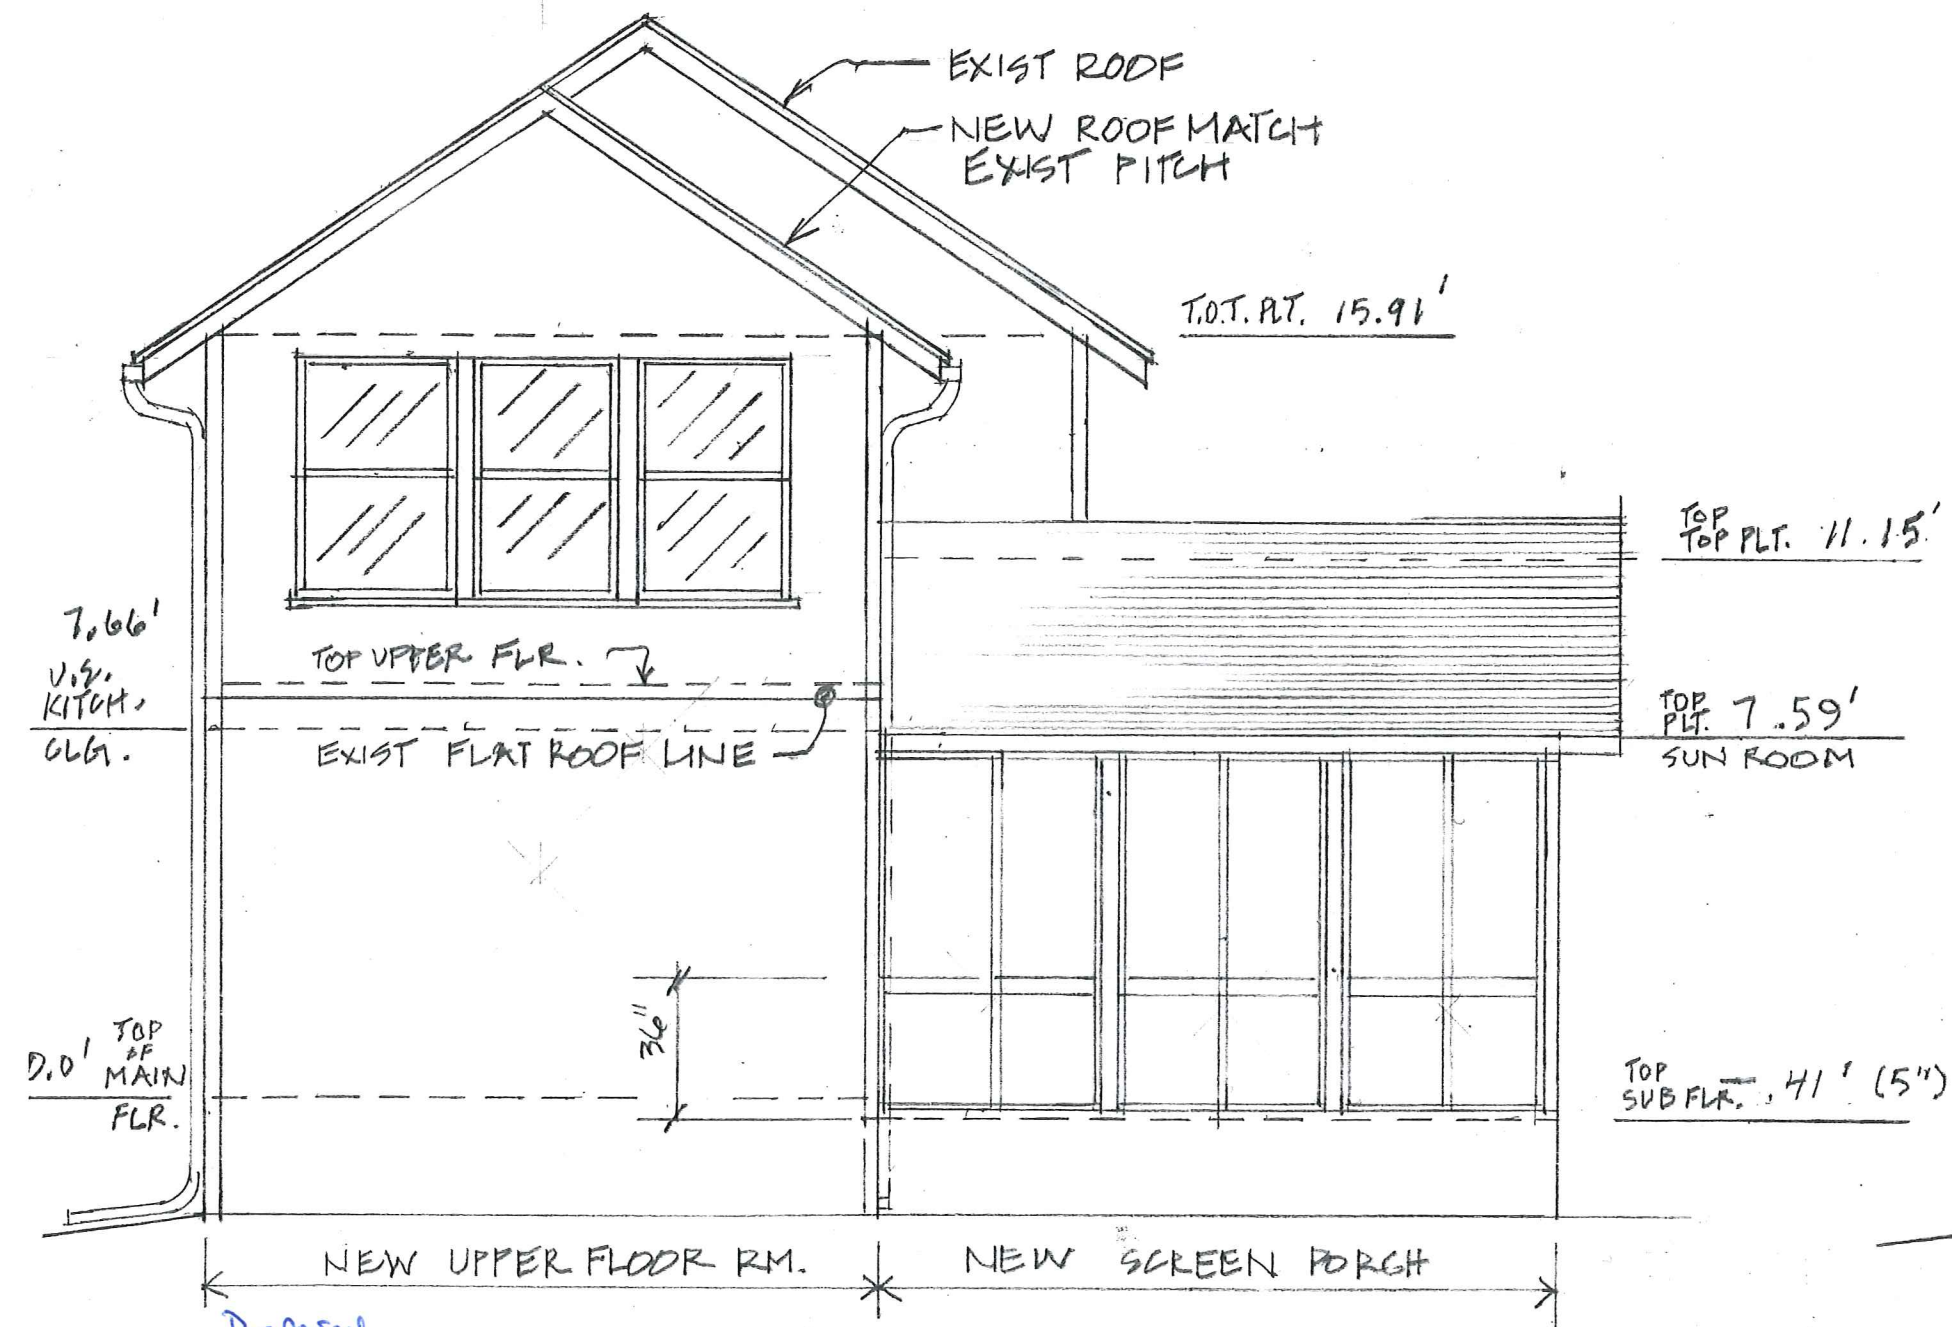 EXIST ROOF
NEW ROOF MATCH
EXIST PITCH
T.O.T. PLT. 15.91'
TOP
TOP PLT. 11.15'
7.66'
U.S.
KITCH.
CLG.
TOP UPPER FLR.
EXIST FLAT ROOF LINE
TOP
PLT. 7.59'
SUN ROOM
36"
0.0' TOP
OF
MAIN
FLR.
TOP
SUB FLR. - .41' (5")
NEW UPPER FLOOR RM.
NEW SCREEN PORCH